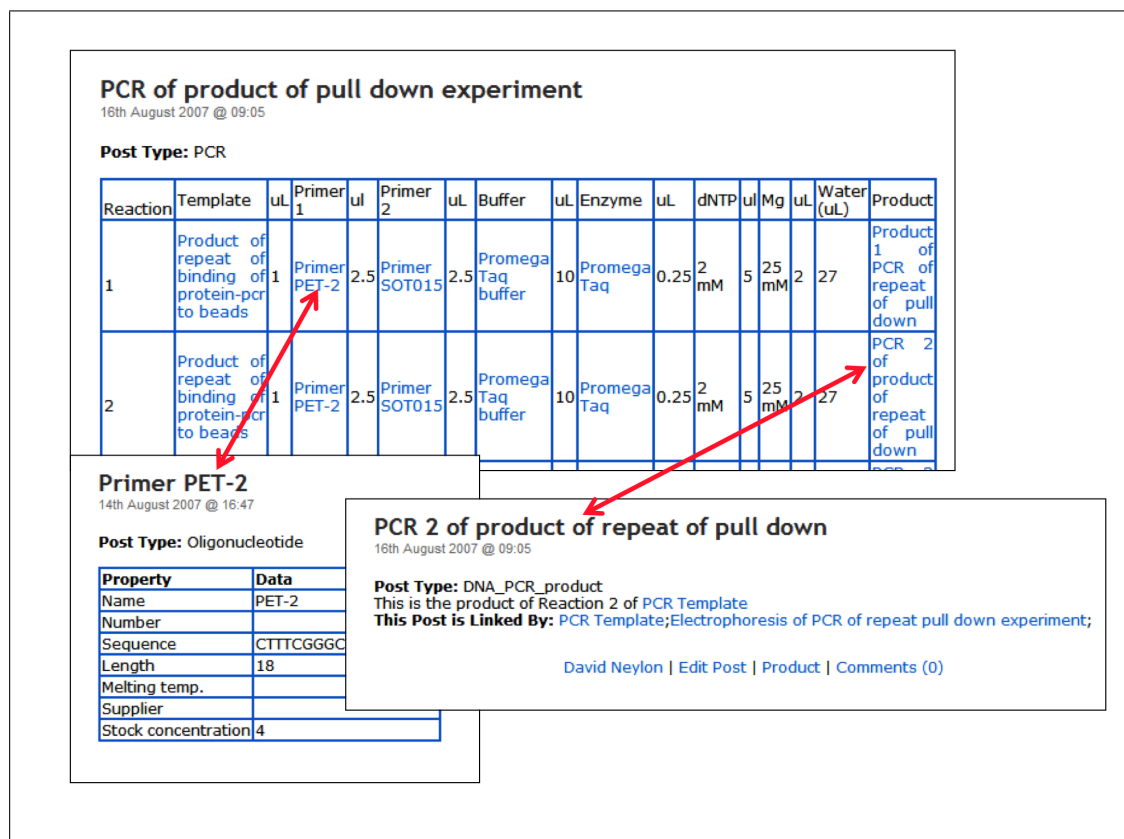 PCR of product of pull down experiment
16th August 2007 @ 09:05
Post Type: PCR
Reaction Template uL Primer 1 ul Primer 2 uL Buffer uL Enzyme uL dNTP ul Mg uL Water (uL) Product
1 Product of repeat of binding of protein-pcr to beads 1 Primer PET-2 2.5 Primer SOT015 2.5 Promega Taq buffer 10 Promega Taq 0.25 2 mM 5 25 mM 2 27 Product 1 of PCR of repeat of pull down
2 Product of repeat of binding of protein-pcr to beads 1 Primer PET-2 2.5 Primer SOT015 2.5 Promega Taq buffer 10 Promega Taq 0.25 2 mM 5 25 mM 2 27 PCR 2 of product of repeat of pull down
Primer PET-2
14th August 2007 @ 16:47
Post Type: Oligonucleotide
Property Data
Name PET-2
Number
Sequence CTTTCGGGC
Length 18
Melting temp.
Supplier
Stock concentration 4
PCR 2 of product of repeat of pull down
16th August 2007 @ 09:05
Post Type: DNA_PCR_product
This is the product of Reaction 2 of PCR Template
This Post is Linked By: PCR Template;Electrophoresis of PCR of repeat pull down experiment;
David Neylon | Edit Post | Product | Comments (0)